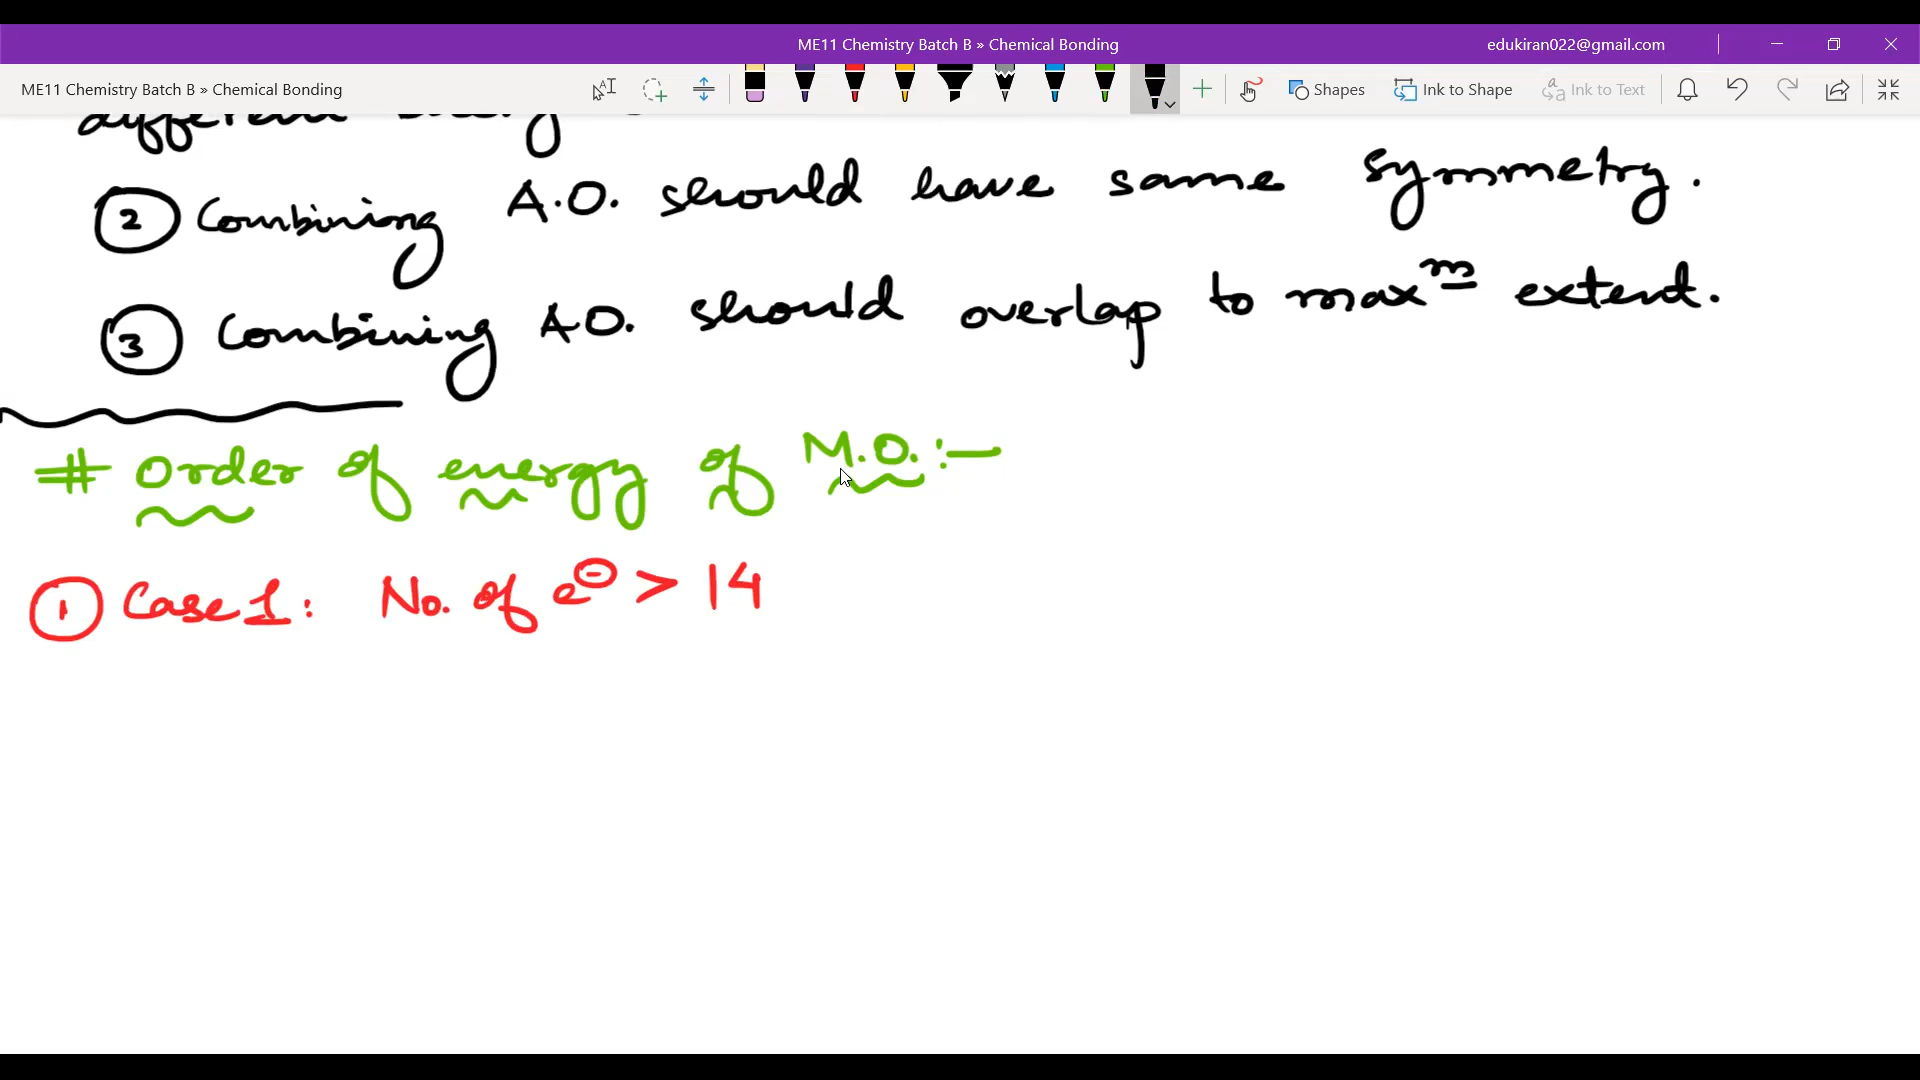 ME11 Chemistry Batch B » Chemical Bonding
edukiran022@gmail.com
ME11 Chemistry Batch B » Chemical Bonding
Shapes
Ink to Shape
Ink to Text
② Combining A.O. should have same symmetry.
③ Combining A.O. should overlap to maxᵐ extend.
# Order of energy of M.O. :-
① Case 1: No. of e⊖ > 14